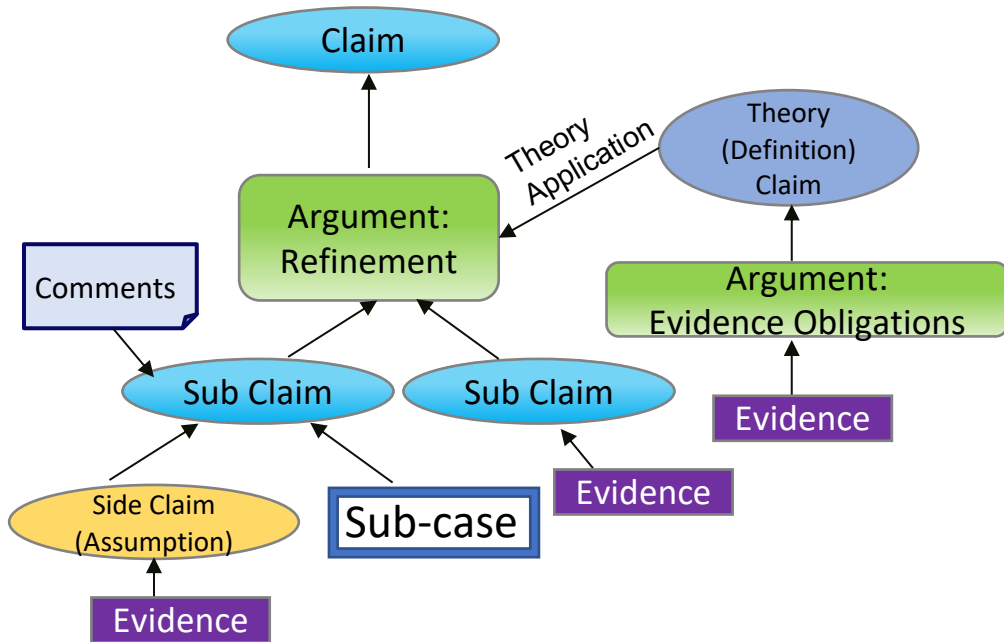 Claim
Theory
Application
Theory
(Definition)
Claim
Argument:
Refinement
Comments
Argument:
Evidence Obligations
Sub Claim
Sub Claim
Evidence
Evidence
Side Claim
(Assumption)
Sub-case
Evidence